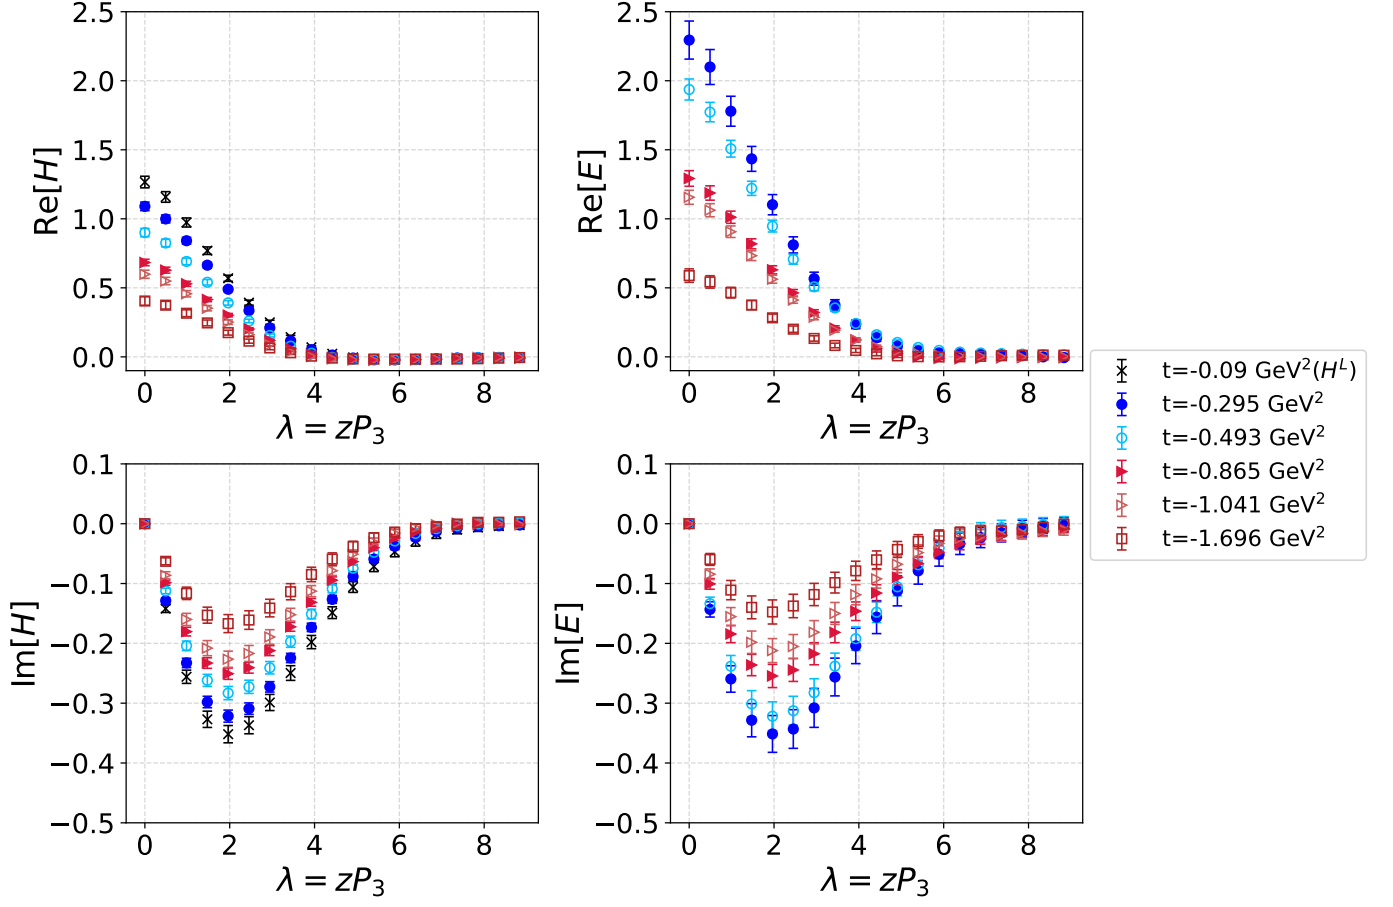 2.5
2.0
1.5
1.0
0.5
0.0
Re[H]
0 2 4 6 8
λ = zP₃
2.5
2.0
1.5
1.0
0.5
0.0
Re[E]
0 2 4 6 8
λ = zP₃
0.1
0.0
−0.1
−0.2
−0.3
−0.4
−0.5
Im[H]
0 2 4 6 8
λ = zP₃
0.1
0.0
−0.1
−0.2
−0.3
−0.4
−0.5
Im[E]
0 2 4 6 8
λ = zP₃
t=-0.09 GeV²(Hᴸ)
t=-0.295 GeV²
t=-0.493 GeV²
t=-0.865 GeV²
t=-1.041 GeV²
t=-1.696 GeV²